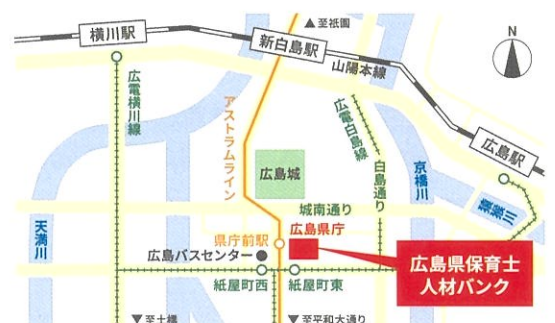 ▲至祇園
横川駅
新白島駅
山陽本線
N
広電横川線
アストラムライン
広電白島線
白島通り
京橋川
広島駅
猿猴川
広島城
城南通り
天満川
県庁前駅
広島県庁
広島バスセンター
紙屋町西
紙屋町東
広島県保育士
人材バンク
▼至十橋
▼至平和大通り